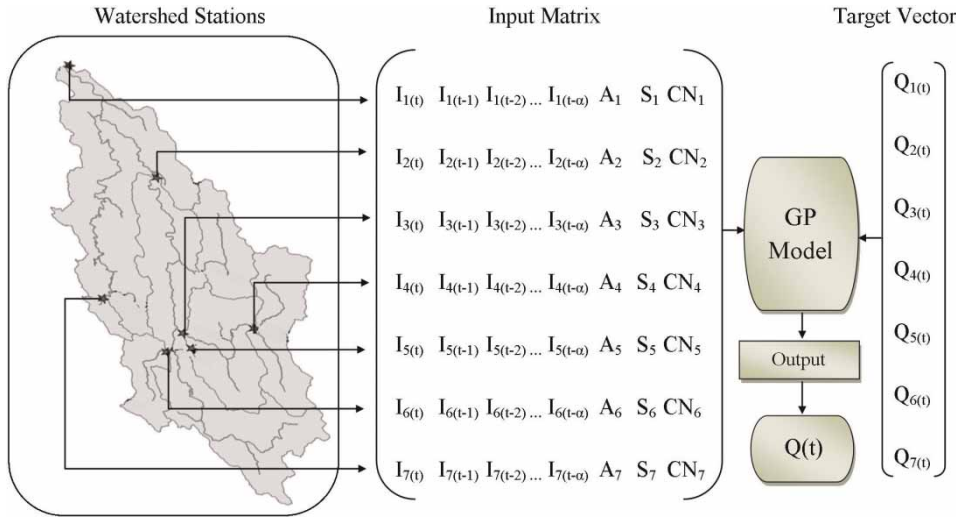 Watershed Stations Input Matrix Target Vector
I1(t) I1(t-1) I1(t-2) ... I1(t-α) A1 S1 CN1
I2(t) I2(t-1) I2(t-2) ... I2(t-α) A2 S2 CN2
I3(t) I3(t-1) I3(t-2) ... I3(t-α) A3 S3 CN3
I4(t) I4(t-1) I4(t-2) ... I4(t-α) A4 S4 CN4
I5(t) I5(t-1) I5(t-2) ... I5(t-α) A5 S5 CN5
I6(t) I6(t-1) I6(t-2) ... I6(t-α) A6 S6 CN6
I7(t) I7(t-1) I7(t-2) ... I7(t-α) A7 S7 CN7
GP
Model
Output
Q(t)
Q1(t)
Q2(t)
Q3(t)
Q4(t)
Q5(t)
Q6(t)
Q7(t)